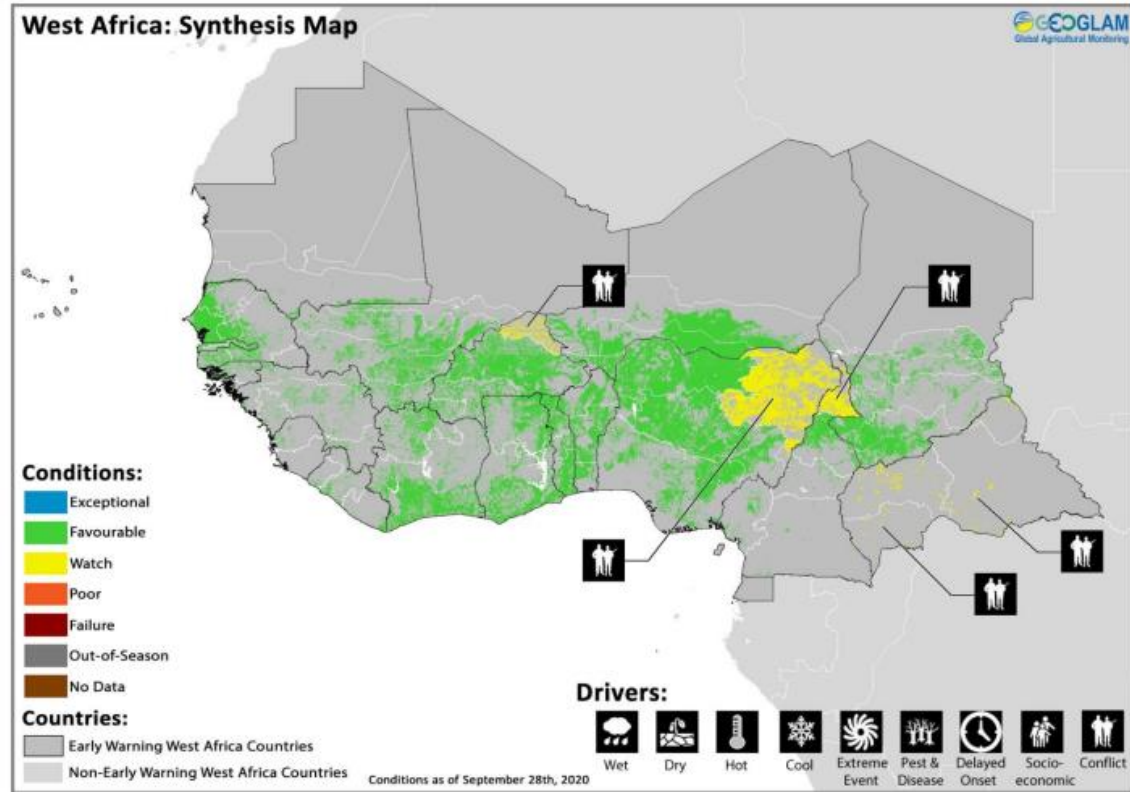 West Africa: Synthesis Map
GEOGLAM
Global Agricultural Monitoring
Conditions:
Exceptional
Favourable
Watch
Poor
Failure
Out-of-Season
No Data
Countries:
Early Warning West Africa Countries
Non-Early Warning West Africa Countries
Conditions as of September 28th, 2020
Drivers:
Wet
Dry
Hot
Cool
Extreme
Event
Pest &
Disease
Delayed
Onset
Socio-
economic
Conflict